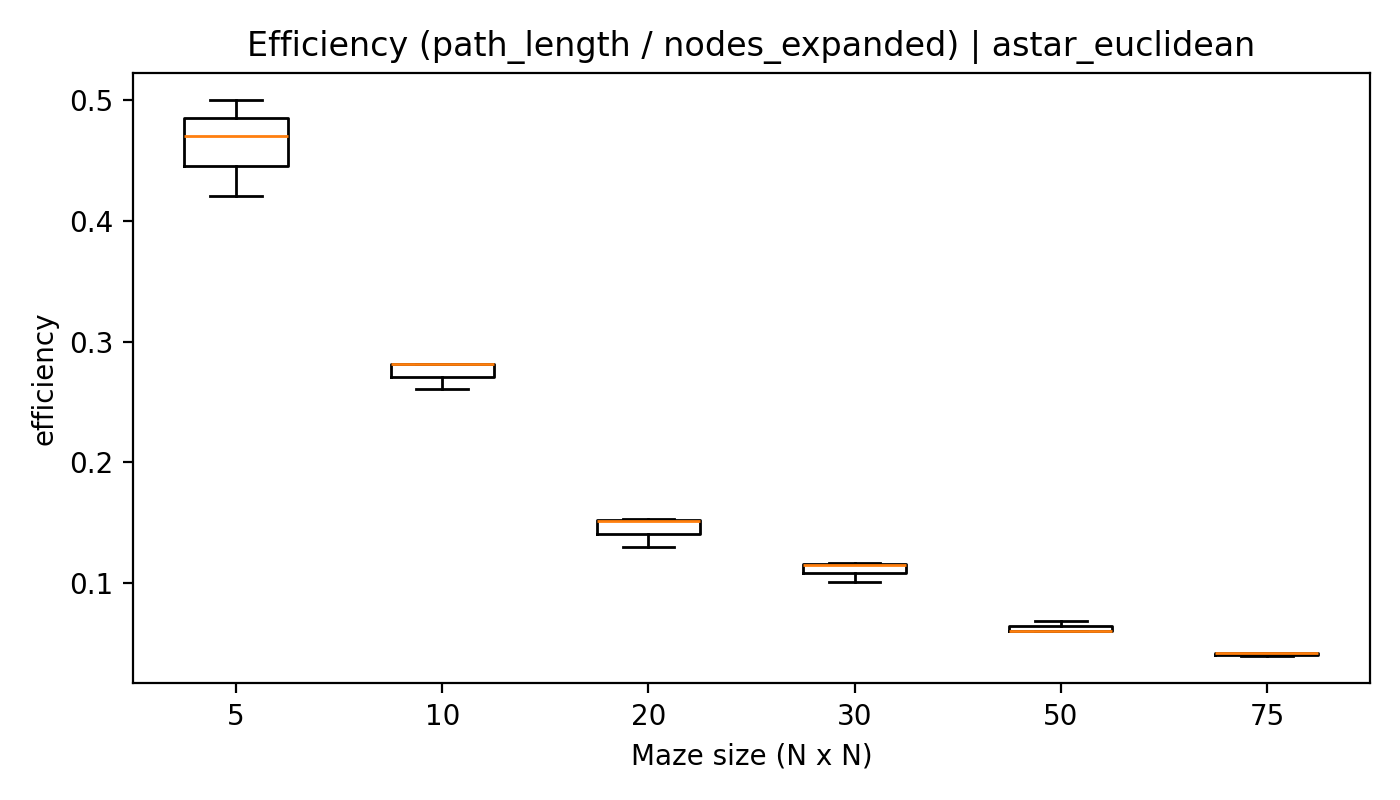 Efficiency (path_length / nodes_expanded) | astar_euclidean
0.5
0.4
0.3
0.2
0.1
efficiency
5 10 20 30 50 75
Maze size (N x N)